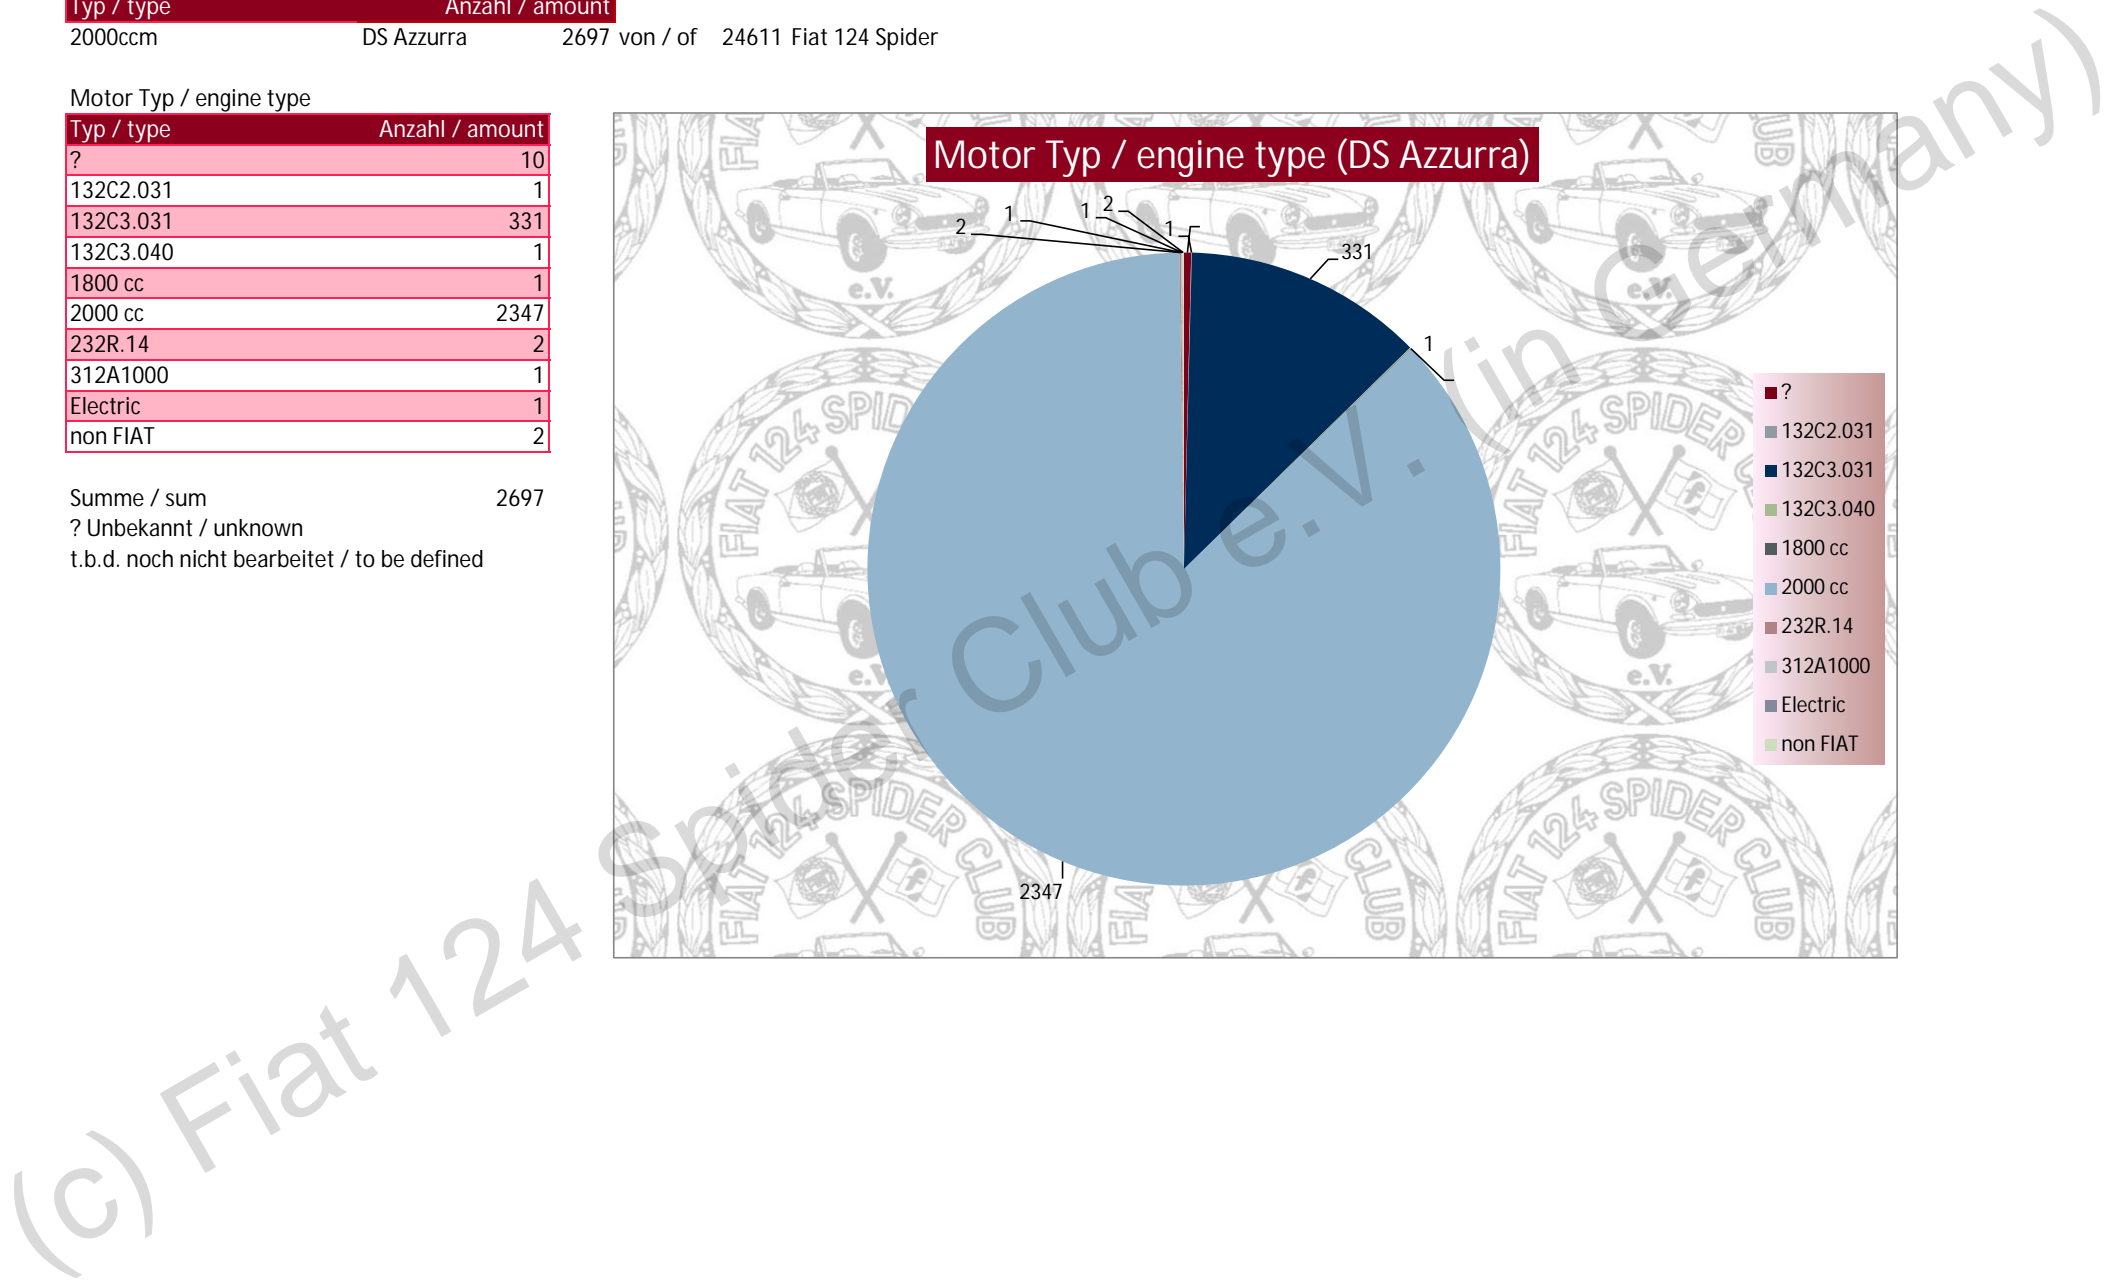 Typ / type Anzahl / amount
2000ccm DS Azzurra 2697 von / of 24611 Fiat 124 Spider
Motor Typ / engine type
Typ / type Anzahl / amount
? 10
132C2.031 1
132C3.031 331
132C3.040 1
1800 cc 1
2000 cc 2347
232R.14 2
312A1000 1
Electric 1
non FIAT 2
Summe / sum 2697
? Unbekannt / unknown
t.b.d. noch nicht bearbeitet / to be defined
Motor Typ / engine type (DS Azzurra)
2
1
1
2
1
331
1
2347
?
132C2.031
132C3.031
132C3.040
1800 cc
2000 cc
232R.14
312A1000
Electric
non FIAT
FIAT 124 SPIDER CLUB
e.V.
(c) Fiat 124 Spider Club e.V. (in Germany)